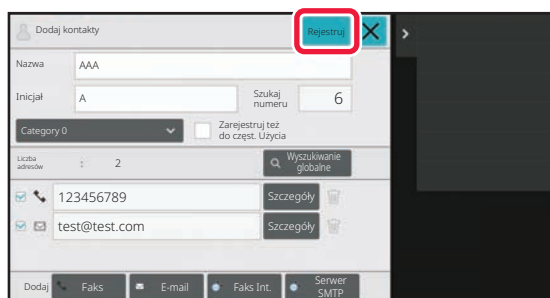 Dodaj kontakty
Rejestruj
Nazwa
AAA
Inicjał
A
Szukaj
numeru
6
Category 0
Zarejestruj też
do częst. Użycia
Liczba
adresów
:
2
Wyszukiwanie
globalne
123456789
Szczegóły
test@test.com
Szczegóły
Dodaj
Faks
E-mail
Faks Int.
Serwer
SMTP